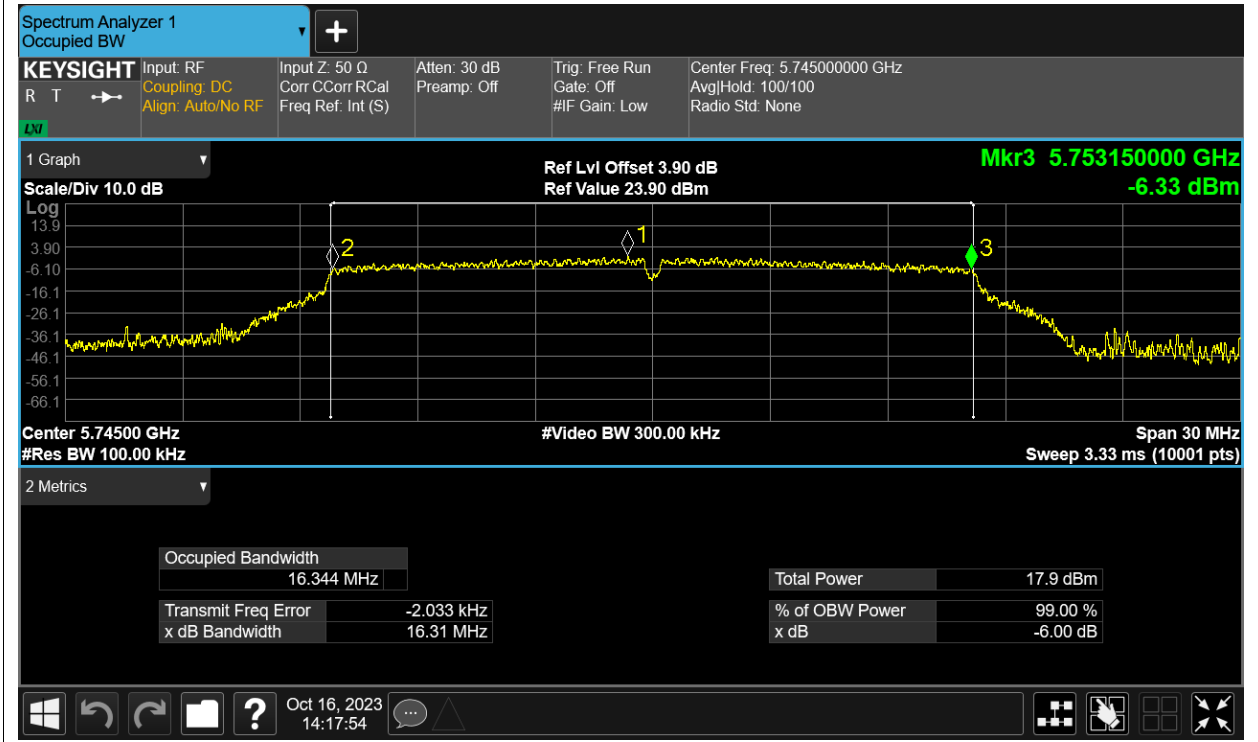 Spectrum Analyzer 1
Occupied BW
KEYSIGHT
R T
LXI
Input: RF
Coupling: DC
Align: Auto/No RF
Input Z: 50 Ω
Corr CCorr RCal
Freq Ref: Int (S)
Atten: 30 dB
Preamp: Off
Trig: Free Run
Gate: Off
#IF Gain: Low
Center Freq: 5.745000000 GHz
Avg|Hold: 100/100
Radio Std: None
1 Graph
Scale/Div 10.0 dB
Ref Lvl Offset 3.90 dB
Ref Value 23.90 dBm
Mkr3 5.753150000 GHz
-6.33 dBm
Log
13.9
3.90
-6.10
-16.1
-26.1
-36.1
-46.1
-56.1
-66.1
2
1
3
Center 5.74500 GHz
#Res BW 100.00 kHz
#Video BW 300.00 kHz
Span 30 MHz
Sweep 3.33 ms (10001 pts)
2 Metrics
Occupied Bandwidth
16.344 MHz
Transmit Freq Error -2.033 kHz
x dB Bandwidth 16.31 MHz
Total Power 17.9 dBm
% of OBW Power 99.00 %
x dB -6.00 dB
?
Oct 16, 2023
14:17:54